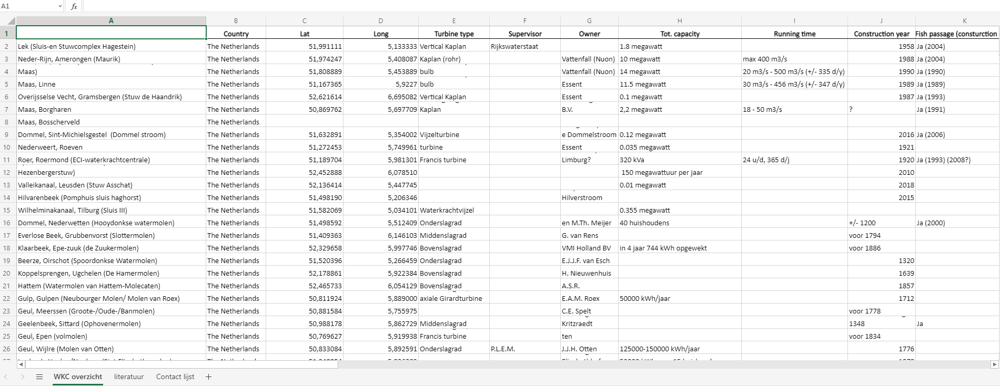 A1 fx
A B C D E F G H I J K
1 Country Lat Long Turbine type Supervisor Owner Tot. capacity Running time Construction year Fish passage (consturction
2 Lek (Sluis-en Stuwcomplex Hagestein) The Netherlands 51,991111 5,133333 Vertical Kaplan Rijkswaterstaat 1.8 megawatt 1958 Ja (2004)
3 Neder-Rijn, Amerongen (Maurik) The Netherlands 51,974247 5,408087 Kaplan (rohr) Vattenfall (Nuon) 10 megawatt max 400 m3/s 1988 Ja (2004)
4 Maas) The Netherlands 51,808889 5,453889 bulb Vattenfall (Nuon) 14 megawatt 20 m3/s - 500 m3/s (+/- 335 d/y) 1990 Ja (1990)
5 Maas, Linne The Netherlands 51,167365 5,9227 bulb Essent 11.5 megawatt 30 m3/s - 456 m3/s (+/- 347 d/y) 1989 Ja (1989)
6 Overijsselse Vecht, Gramsbergen (Stuw de Haandrik) The Netherlands 52,621614 6,695082 Vertical Kaplan Essent 0.1 megawatt 1987 Ja (1993)
7 Maas, Borgharen The Netherlands 50,869762 5,697709 Kaplan B.V. 2,2 megawatt 18 - 50 m3/s ? Ja (1991)
8 Maas, Bosscherveld The Netherlands
9 Dommel, Sint-Michielsgestel (Dommel stroom) The Netherlands 51,632891 5,354002 Vijzelturbine e Dommelstroom 0.12 megawatt 2016 Ja (2006)
10 Nederweert, Roeven The Netherlands 51,272453 5,749961 turbine Essent 0.035 megawatt 1921
11 Roer, Roermond (ECI-waterkrachtcentrale) The Netherlands 51,189704 5,981301 Francis turbine Limburg? 320 kVa 24 u/d, 365 d/j 1920 Ja (1993) (2008?)
12 Hezenbergerstuw) The Netherlands 52,452888 6,078510 150 megawattuur per jaar 2010
13 Valleikanaal, Leusden (Stuw Asschat) The Netherlands 52,136414 5,447745 0.01 megawatt 2018
14 Hilvarenbeek (Pomphuis sluis haghorst) The Netherlands 51,498190 5,206346 Hilverstroom 2015
15 Wilhelminakanaal, Tilburg (Sluis III) The Netherlands 51,582069 5,034101 Waterkrachtvijzel 0.355 megawatt
16 Dommel, Nederwetten (Hooydonkse watermolen) The Netherlands 51,498592 5,512409 Onderslagrad en M.Th. Meijer 40 huishoudens +/- 1200 Ja (2000)
17 Everlose Beek, Grubbenvorst (Slottermolen) The Netherlands 51,409363 6,146103 Middenslagrad G. van Rens voor 1794
18 Klaarbeek, Epe-zuuk (de Zuukermolen) The Netherlands 52,329658 5,997746 Bovenslagrad VMI Holland BV in 4 jaar 744 kWh opgewekt voor 1886
19 Beerze, Oirschot (Spoordonkse Watermolen) The Netherlands 51,520396 5,266459 Onderslagrad E.J.J.F. van Esch 1320
20 Koppelsprengen, Ugchelen (De Hamermolen) The Netherlands 52,178861 5,922384 Bovenslagrad H. Nieuwenhuis 1639
21 Hattem (Watermolen van Hattem-Molecaten) The Netherlands 52,465733 6,054129 Bovenslagrad A.S.R. 1857
22 Gulp, Gulpen (Neubourger Molen/ Molen van Roex) The Netherlands 50,811924 5,889000 axiale Girardturbine E.A.M. Roex 50000 kWh/jaar 1712
23 Geul, Meerssen (Groote-/Oude-/Banmolen) The Netherlands 50,881584 5,755975 C.E. Spelt voor 1778
24 Geelenbeek, Sittard (Ophovenermolen) The Netherlands 50,988178 5,862729 Middenslagrad Kritzraedt 1348 Ja
25 Geul, Epen (volmolen) The Netherlands 50,769627 5,919938 Francis turbine ten voor 1834
26 Geul, Wijlre (Molen van Otten) The Netherlands 50,833084 5,892591 Onderslagrad P.L.E.M. J.J.H. Otten 125000-150000 kWh/jaar 1776
WKC overzicht literatuur Contact lijst +